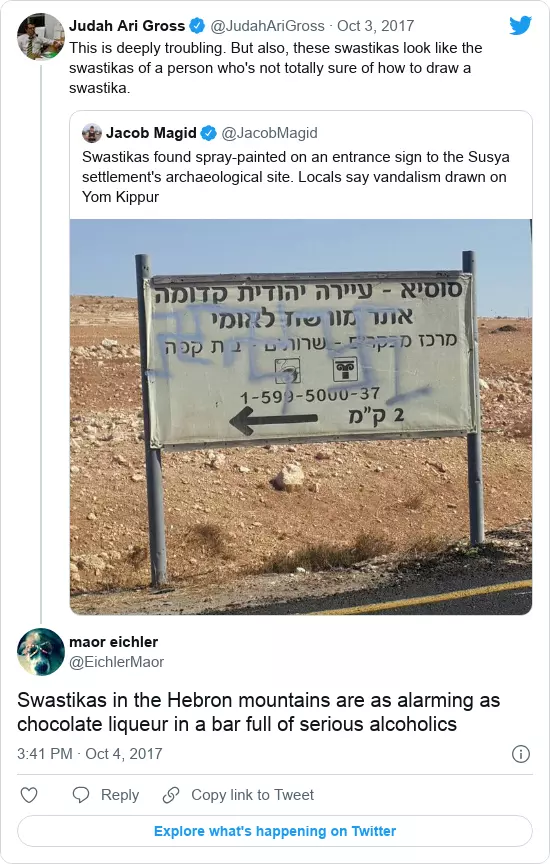 Judah Ari Gross @JudahAriGross · Oct 3, 2017
This is deeply troubling. But also, these swastikas look like the
swastikas of a person who's not totally sure of how to draw a
swastika.
Jacob Magid @JacobMagid
Swastikas found spray-painted on an entrance sign to the Susya
settlement's archaeological site. Locals say vandalism drawn on
Yom Kippur
סוסיא - עיירה יהודית קדומה
אתר מורשת לאומי
מרכז מבקרים - שרותים - בית קפה
1-599-5000-37
2 ק"מ
maor eichler
@EichlerMaor
Swastikas in the Hebron mountains are as alarming as
chocolate liqueur in a bar full of serious alcoholics
3:41 PM · Oct 4, 2017
Reply
Copy link to Tweet
Explore what's happening on Twitter